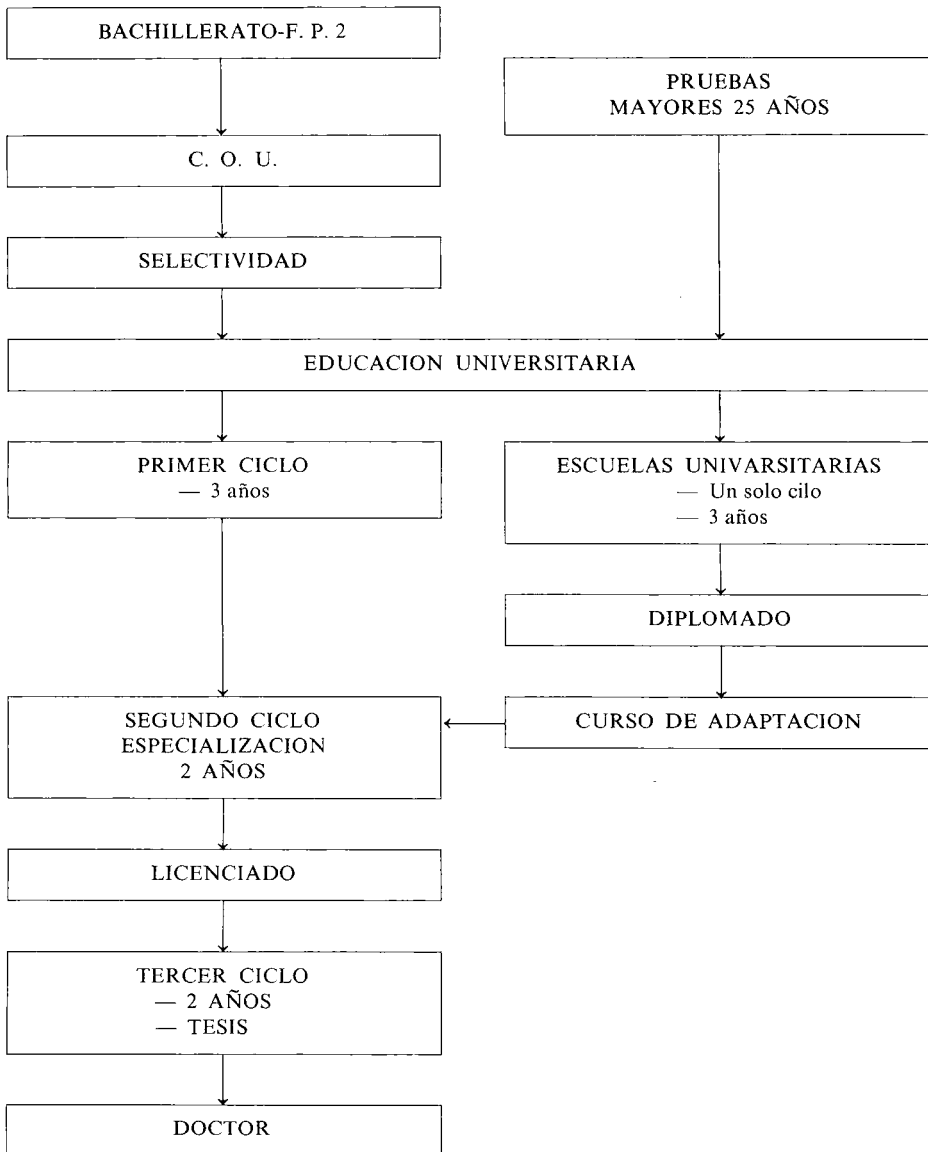 BACHILLERATO-F. P. 2
PRUEBAS
MAYORES 25 AÑOS
C. O. U.
SELECTIVIDAD
EDUCACION UNIVERSITARIA
PRIMER CICLO
— 3 años
ESCUELAS UNIVARSITARIAS
— Un solo cilo
— 3 años
DIPLOMADO
SEGUNDO CICLO
ESPECIALIZACION
2 AÑOS
CURSO DE ADAPTACION
LICENCIADO
TERCER CICLO
— 2 AÑOS
— TESIS
DOCTOR